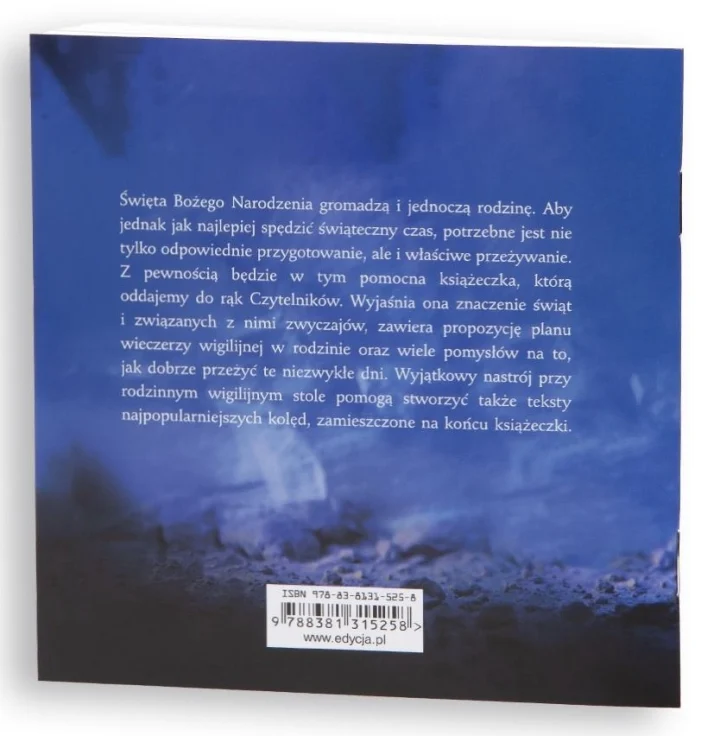 Święta Bożego Narodzenia gromadzą i jednoczą rodzinę. Aby
jednak jak najlepiej spędzić świąteczny czas, potrzebne jest nie
tylko odpowiednie przygotowanie, ale i właściwe przeżywanie.
Z pewnością będzie w tym pomocna książeczka, którą
oddajemy do rąk Czytelników. Wyjaśnia ona znaczenie świąt
i związanych z nimi zwyczajów, zawiera propozycję planu
wieczerzy wigilijnej w rodzinie oraz wiele pomysłów na to,
jak dobrze przeżyć te niezwykłe dni. Wyjątkowy nastrój przy
rodzinnym wigilijnym stole pomogą stworzyć także teksty
najpopularniejszych kolęd, zamieszczone na końcu książeczki.
ISBN 978-83-8131-525-8
9 788381 315258 >
www.edycja.pl